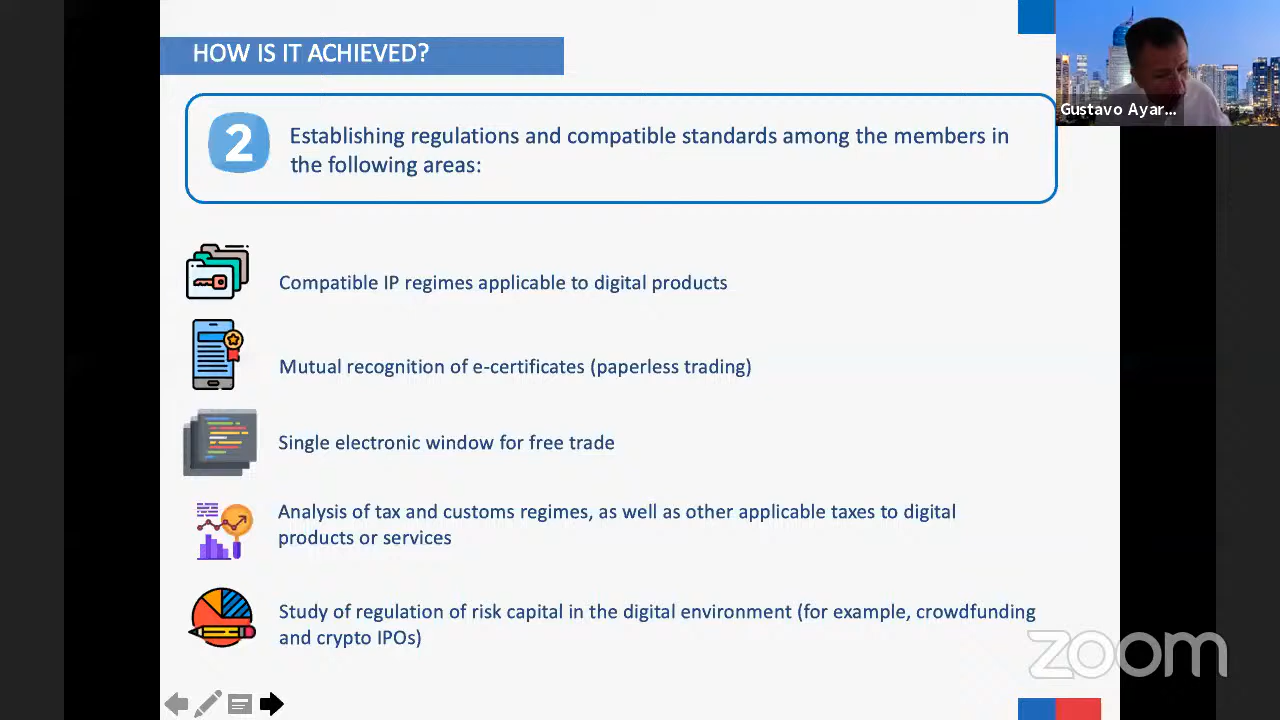 HOW IS IT ACHIEVED?
Gustavo Ayar...
2
Establishing regulations and compatible standards among the members in
the following areas:
Compatible IP regimes applicable to digital products
Mutual recognition of e-certificates (paperless trading)
Single electronic window for free trade
Analysis of tax and customs regimes, as well as other applicable taxes to digital
products or services
Study of regulation of risk capital in the digital environment (for example, crowdfunding
and crypto IPOs)
zoom